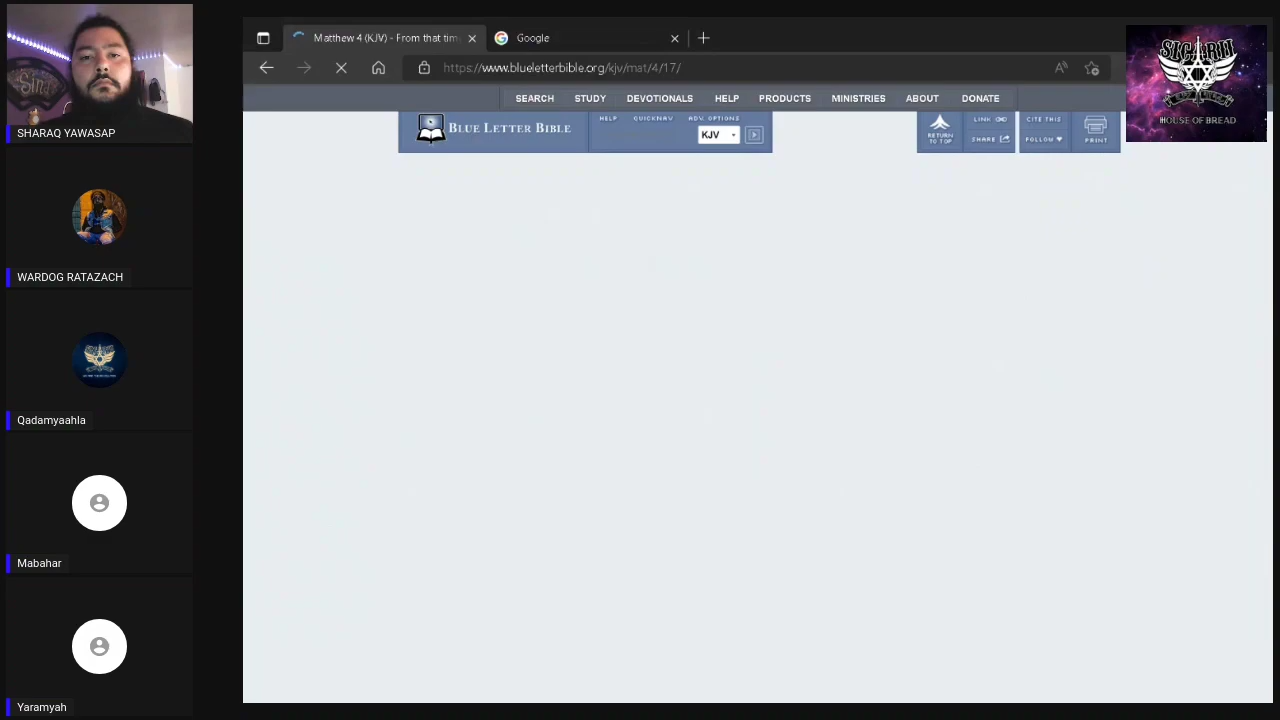 SHARAQ YAWASAP
WARDOG RATAZACH
Qadamyaahla
Mabahar
Yaramyah
Matthew 4 (KJV) - From that tim
Google
https://www.blueletterbible.org/kjv/mat/4/17/
SEARCH STUDY DEVOTIONALS HELP PRODUCTS MINISTRIES ABOUT DONATE
BLUE LETTER BIBLE
HELP QUICKNAV ADV. OPTIONS
KJV
RETURN TO TOP
LINK
SHARE
CITE THIS
FOLLOW
PRINT
SICARII
HOUSE OF BREAD